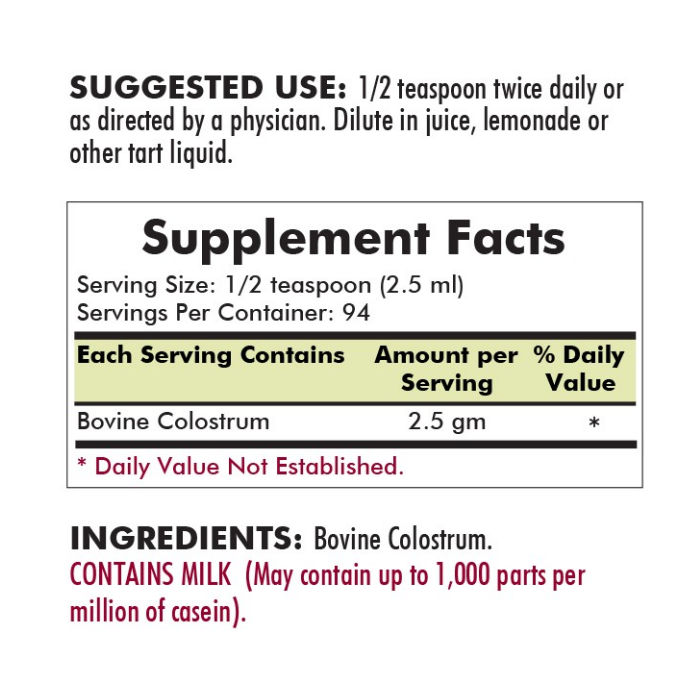 SUGGESTED USE: 1/2 teaspoon twice daily or
as directed by a physician. Dilute in juice, lemonade or
other tart liquid.
Supplement Facts
Serving Size: 1/2 teaspoon (2.5 ml)
Servings Per Container: 94
Each Serving Contains Amount per Serving % Daily Value
Bovine Colostrum 2.5 gm *
* Daily Value Not Established.
INGREDIENTS: Bovine Colostrum.
CONTAINS MILK (May contain up to 1,000 parts per
million of casein).